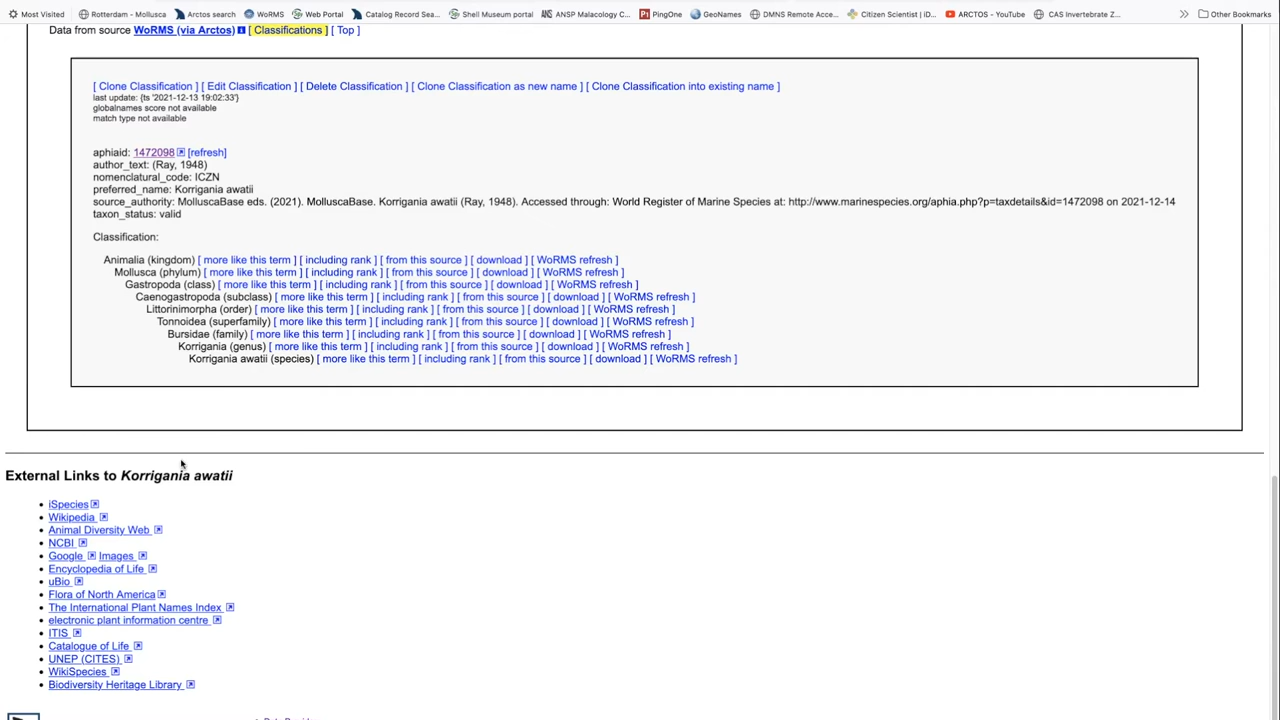 Most Visited Rotterdam - Mollusca Arctos search WoRMS Web Portal Catalog Record Sea... Shell Museum portal ANSP Malacology C... PingOne GeoNames DMNS Remote Acce... Citizen Scientist | iD... ARCTOS - YouTube CAS Invertebrate Z... Other Bookmarks
Data from source WoRMS (via Arctos) [ Classifications ] [ Top ]
[ Clone Classification ] [ Edit Classification ] [ Delete Classification ] [ Clone Classification as new name ] [ Clone Classification into existing name ]
last update: {ts '2021-12-13 19:02:33'}
globalnames score not available
match type not available
aphiaid: 1472098 [refresh]
author_text: (Ray, 1948)
nomenclatural_code: ICZN
preferred_name: Korrigania awatii
source_authority: MolluscaBase eds. (2021). MolluscaBase. Korrigania awatii (Ray, 1948). Accessed through: World Register of Marine Species at: http://www.marinespecies.org/aphia.php?p=taxdetails&id=1472098 on 2021-12-14
taxon_status: valid
Classification:
Animalia (kingdom) [ more like this term ] [ including rank ] [ from this source ] [ download ] [ WoRMS refresh ]
Mollusca (phylum) [ more like this term ] [ including rank ] [ from this source ] [ download ] [ WoRMS refresh ]
Gastropoda (class) [ more like this term ] [ including rank ] [ from this source ] [ download ] [ WoRMS refresh ]
Caenogastropoda (subclass) [ more like this term ] [ including rank ] [ from this source ] [ download ] [ WoRMS refresh ]
Littorinimorpha (order) [ more like this term ] [ including rank ] [ from this source ] [ download ] [ WoRMS refresh ]
Tonnoidea (superfamily) [ more like this term ] [ including rank ] [ from this source ] [ download ] [ WoRMS refresh ]
Bursidae (family) [ more like this term ] [ including rank ] [ from this source ] [ download ] [ WoRMS refresh ]
Korrigania (genus) [ more like this term ] [ including rank ] [ from this source ] [ download ] [ WoRMS refresh ]
Korrigania awatii (species) [ more like this term ] [ including rank ] [ from this source ] [ download ] [ WoRMS refresh ]
External Links to Korrigania awatii
iSpecies
Wikipedia
Animal Diversity Web
NCBI
Google Images
Encyclopedia of Life
uBio
Flora of North America
The International Plant Names Index
electronic plant information centre
ITIS
Catalogue of Life
UNEP (CITES)
WikiSpecies
Biodiversity Heritage Library